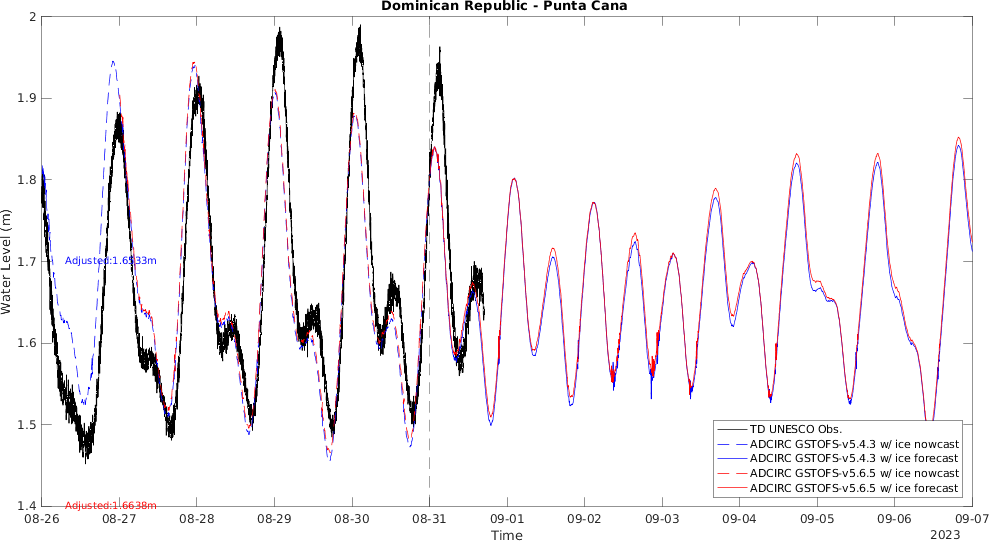 Dominican Republic - Punta Cana
Water Level (m)
2
1.9
1.8
1.7
1.6
1.5
1.4
Adjusted:1.6533m
Adjusted:1.6638m
TD UNESCO Obs.
ADCIRC GSTOFS-v5.4.3 w/ ice nowcast
ADCIRC GSTOFS-v5.4.3 w/ ice forecast
ADCIRC GSTOFS-v5.6.5 w/ ice nowcast
ADCIRC GSTOFS-v5.6.5 w/ ice forecast
08-26 08-27 08-28 08-29 08-30 08-31 09-01 09-02 09-03 09-04 09-05 09-06 09-07
Time
2023